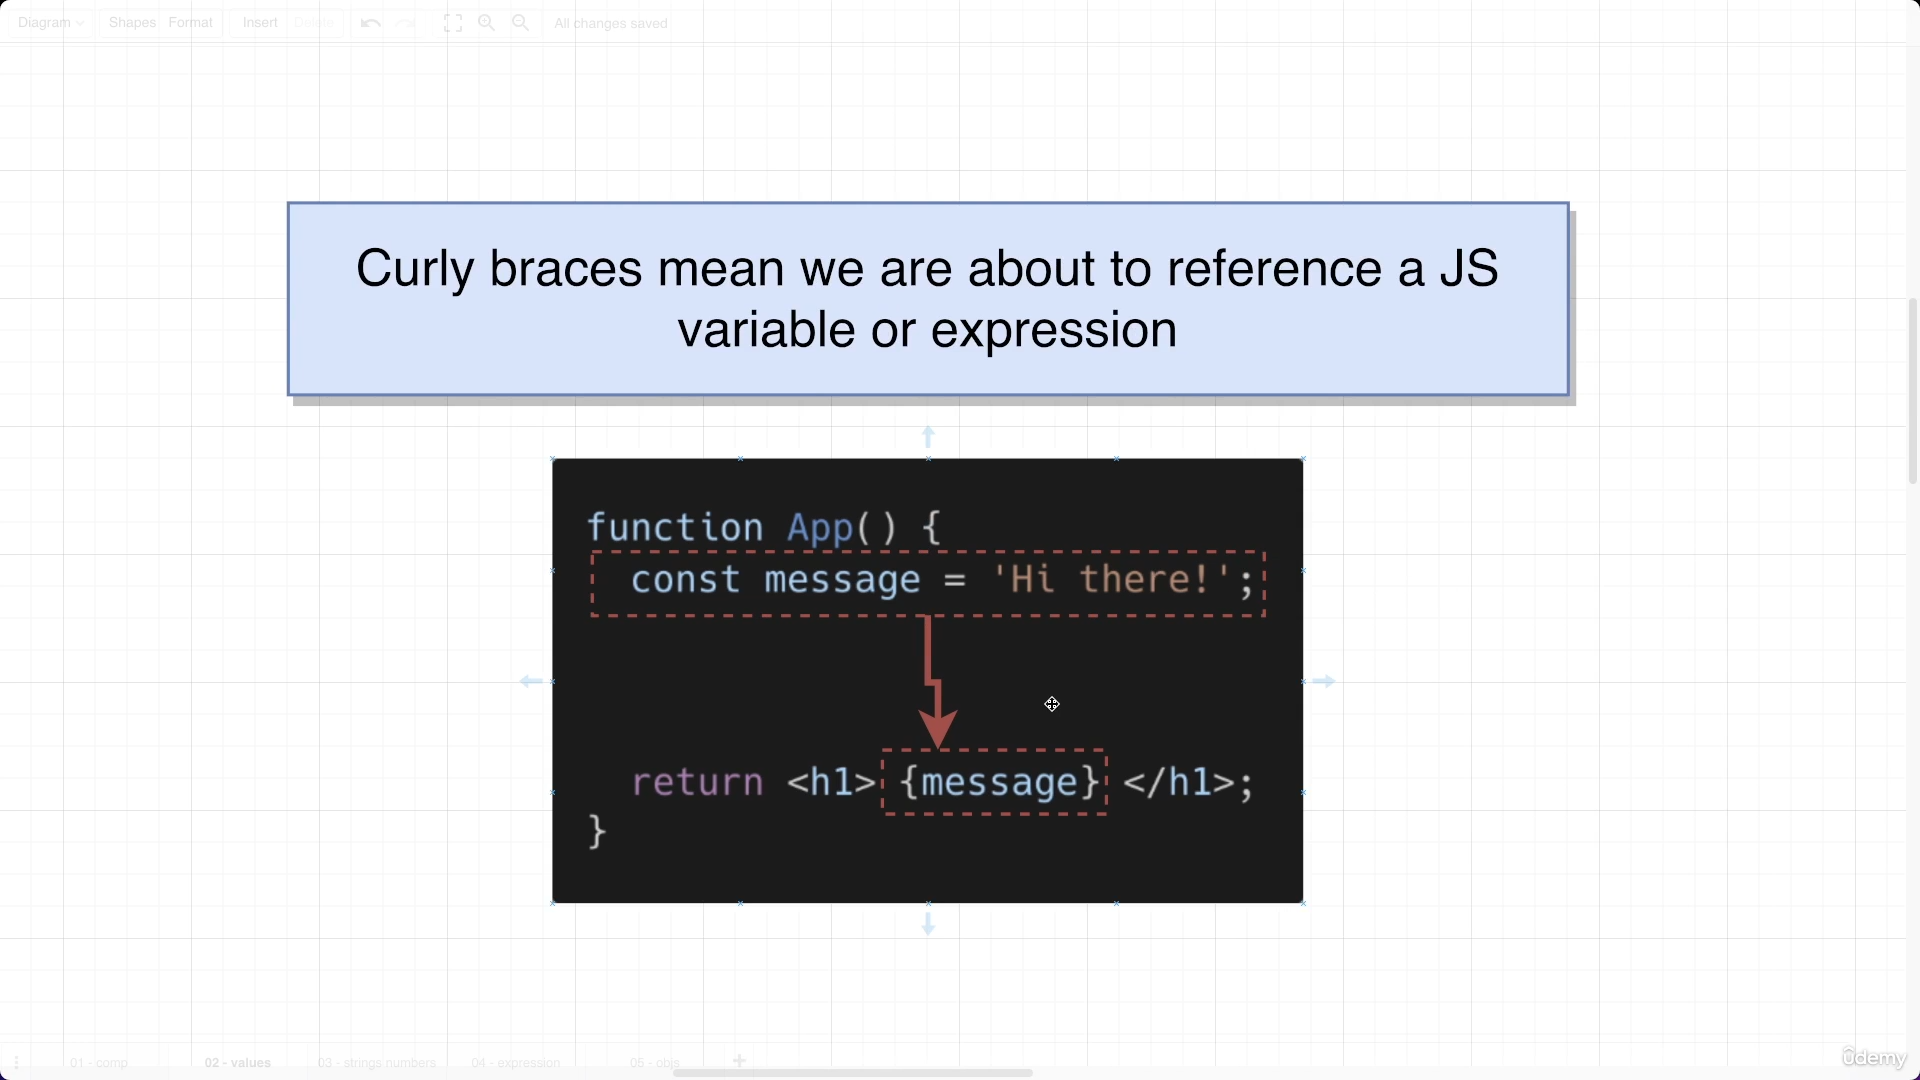 Diagram Shapes Format Insert Delete All changes saved
Curly braces mean we are about to reference a JS
variable or expression
function App() {
const message = 'Hi there!';
return <h1> {message} </h1>;
}
01 - comp 02 - values 03 - strings numbers 04 - expression 05 - objs
ûdemy